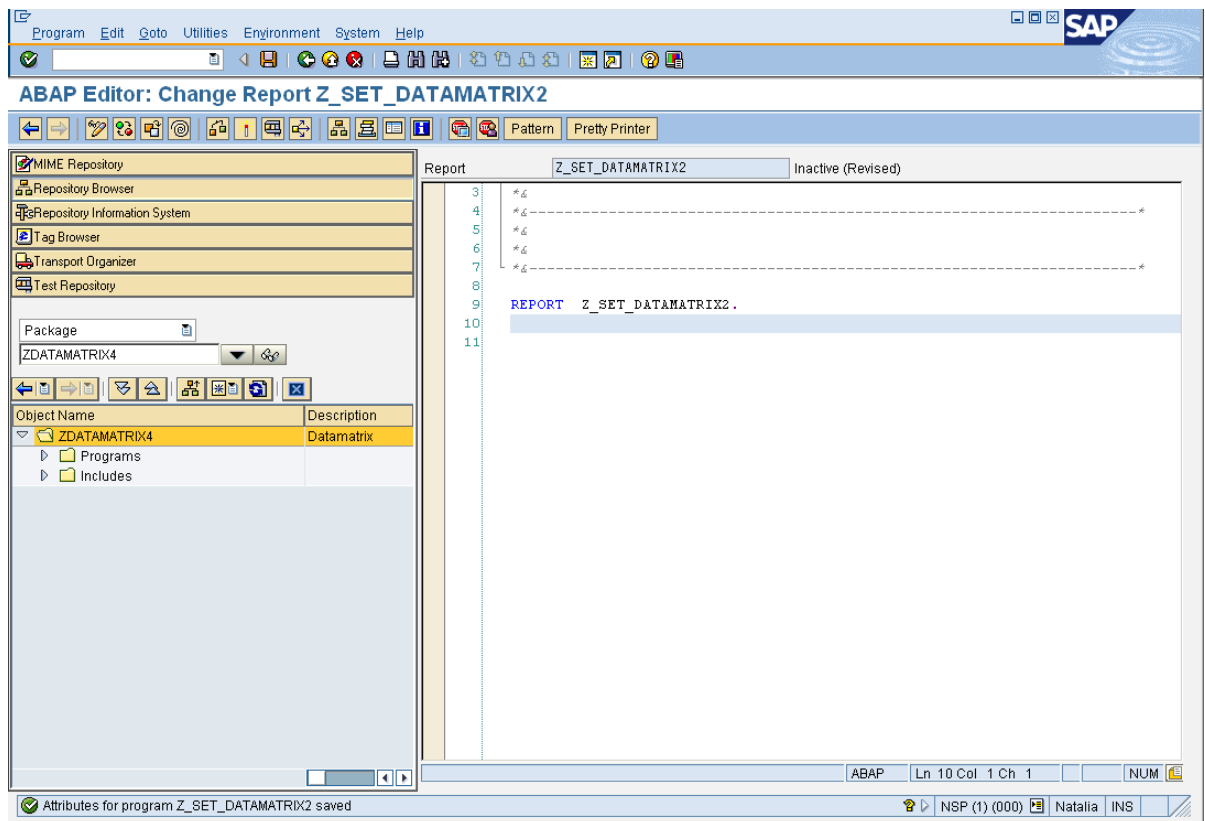 Program Edit Goto Utilities Environment System Help
SAP
ABAP Editor: Change Report Z_SET_DATAMATRIX2
Pattern Pretty Printer
MIME Repository
Repository Browser
Repository Information System
Tag Browser
Transport Organizer
Test Repository
Package
ZDATAMATRIX4
Object Name Description
ZDATAMATRIX4 Datamatrix
Programs
Includes
Report Z_SET_DATAMATRIX2 Inactive (Revised)
3 *&
4 *&---------------------------------------------------------------------*
5 *&
6 *&
7 *&---------------------------------------------------------------------*
8
9 REPORT Z_SET_DATAMATRIX2.
10
11
ABAP Ln 10 Col 1 Ch 1 NUM
Attributes for program Z_SET_DATAMATRIX2 saved NSP (1) (000) Natalia INS